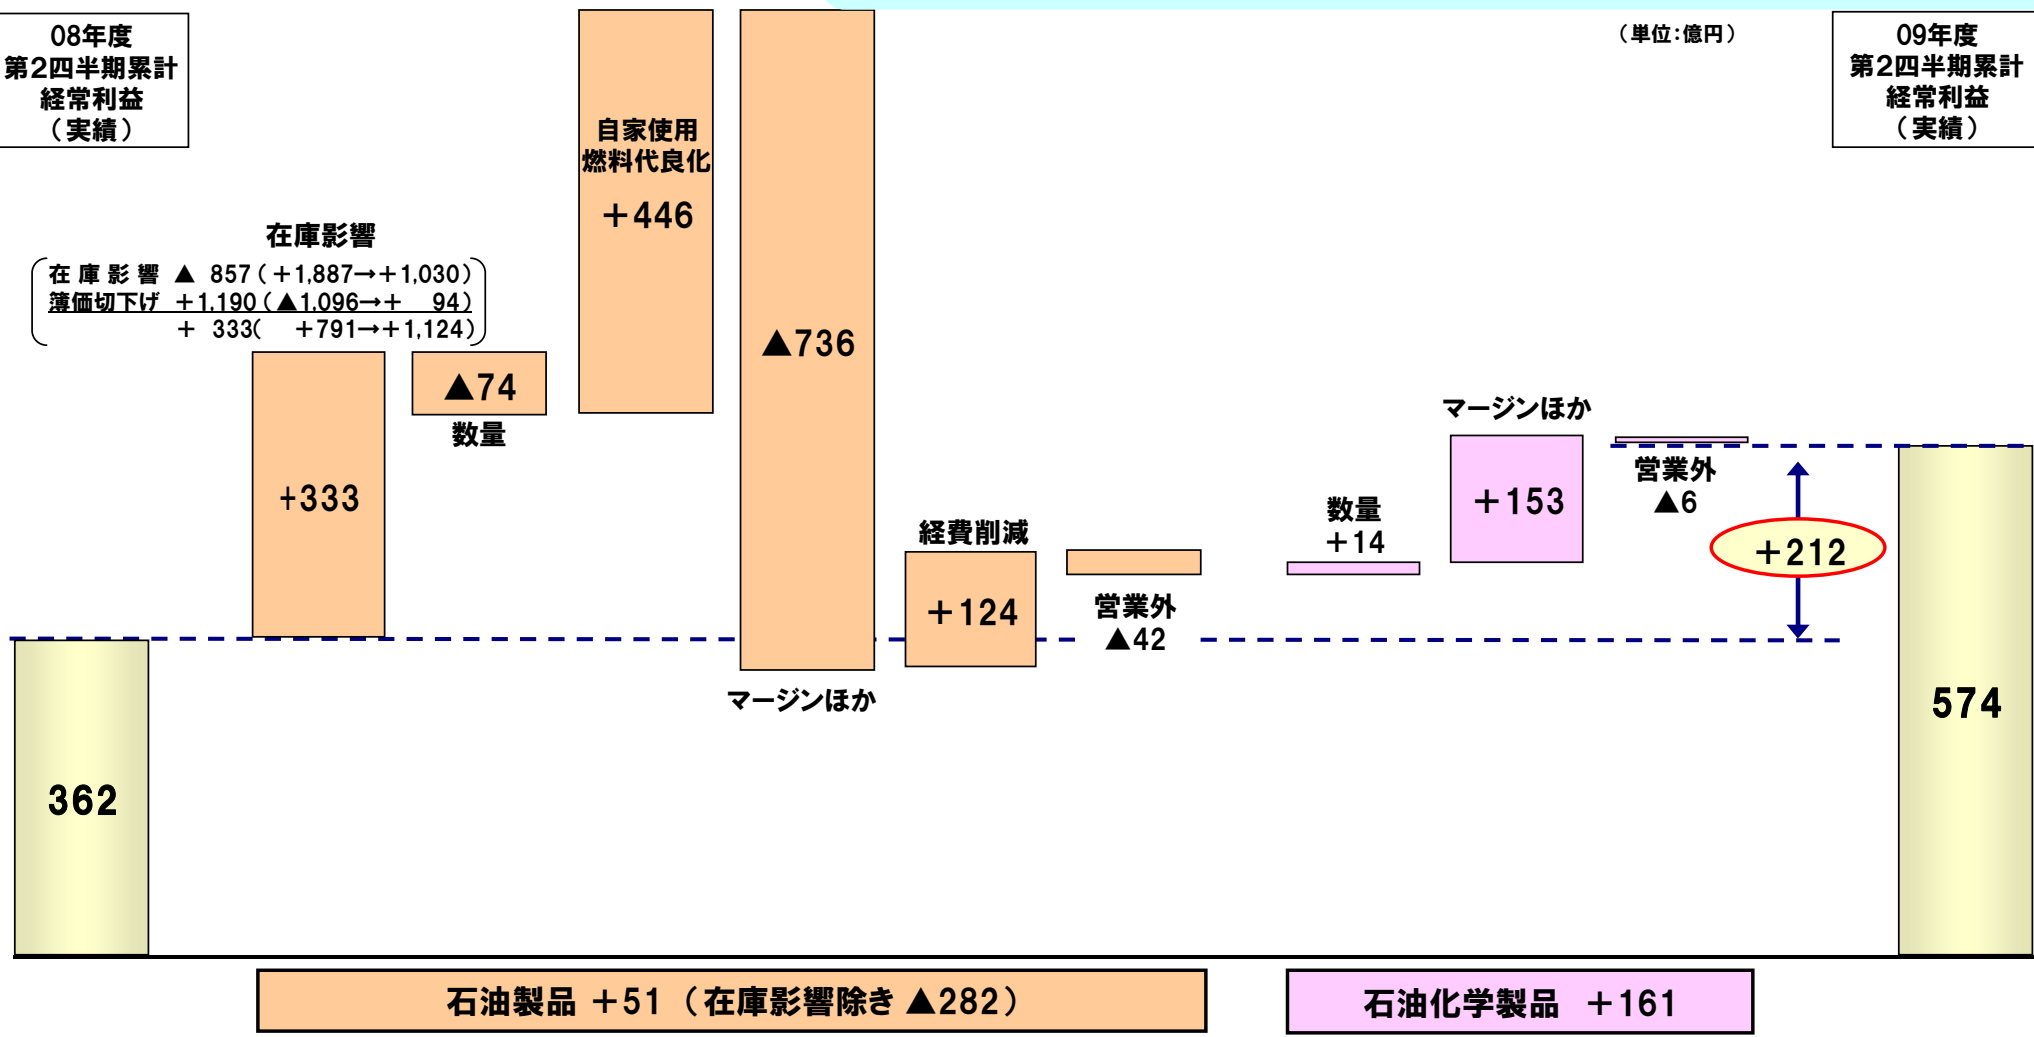 08年度
第2四半期累計
経常利益
（実績）
（単位:億円）
09年度
第2四半期累計
経常利益
（実績）
自家使用
燃料代良化
＋446
在庫影響
在 庫 影 響 ▲ 857（＋1,887→＋1,030）
簿価切下げ ＋1,190（▲1,096→＋ 94）
＋ 333( ＋791→＋1,124）
▲736
▲74
数量
+333
マージンほか
＋153
営業外
▲6
数量
＋14
＋212
経費削減
＋124
営業外
▲42
マージンほか
362
574
石油製品 ＋51 （在庫影響除き ▲282）
石油化学製品 ＋161